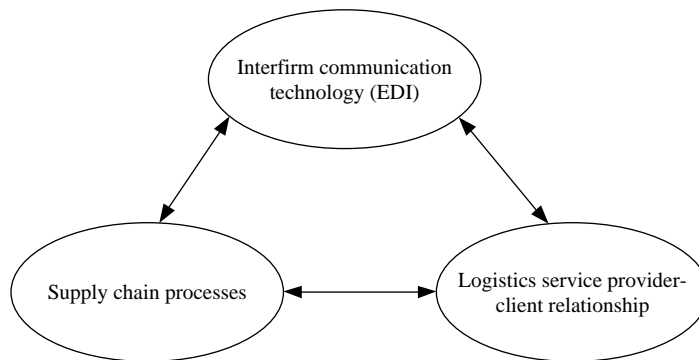 Interfirm communication
technology (EDI)
Supply chain processes
Logistics service provider-
client relationship